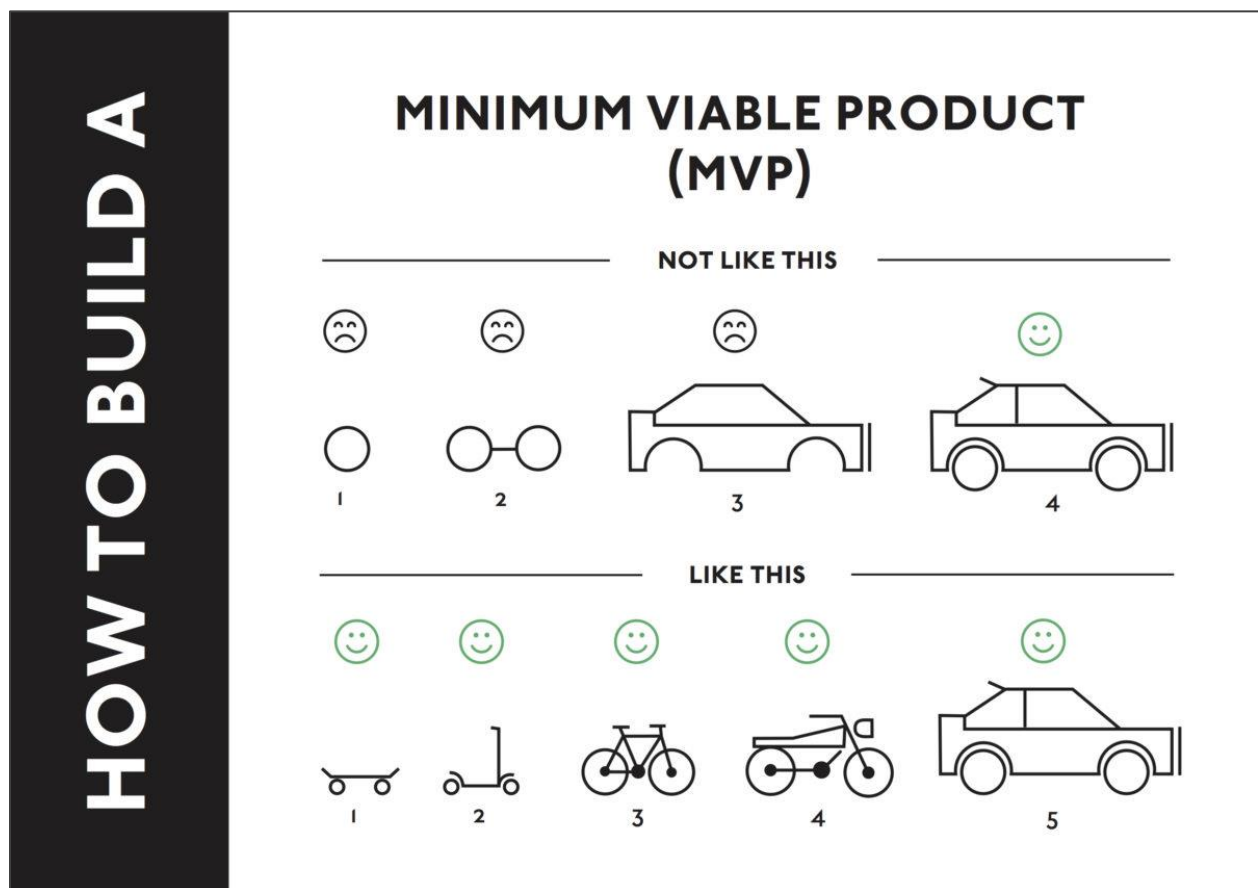 HOW TO BUILD A
MINIMUM VIABLE PRODUCT
(MVP)
NOT LIKE THIS
1 2 3 4
LIKE THIS
1 2 3 4 5